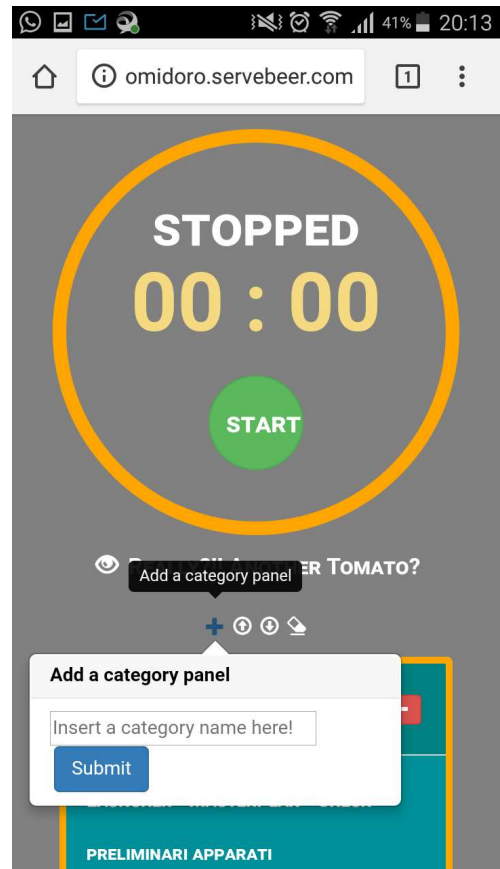 41% 20:13
omidoro.servebeer.com 1
STOPPED
00 : 00
START
Tomato?
Add a category panel
Add a category panel
Insert a category name here!
Submit
PRELIMINARI APPARATI